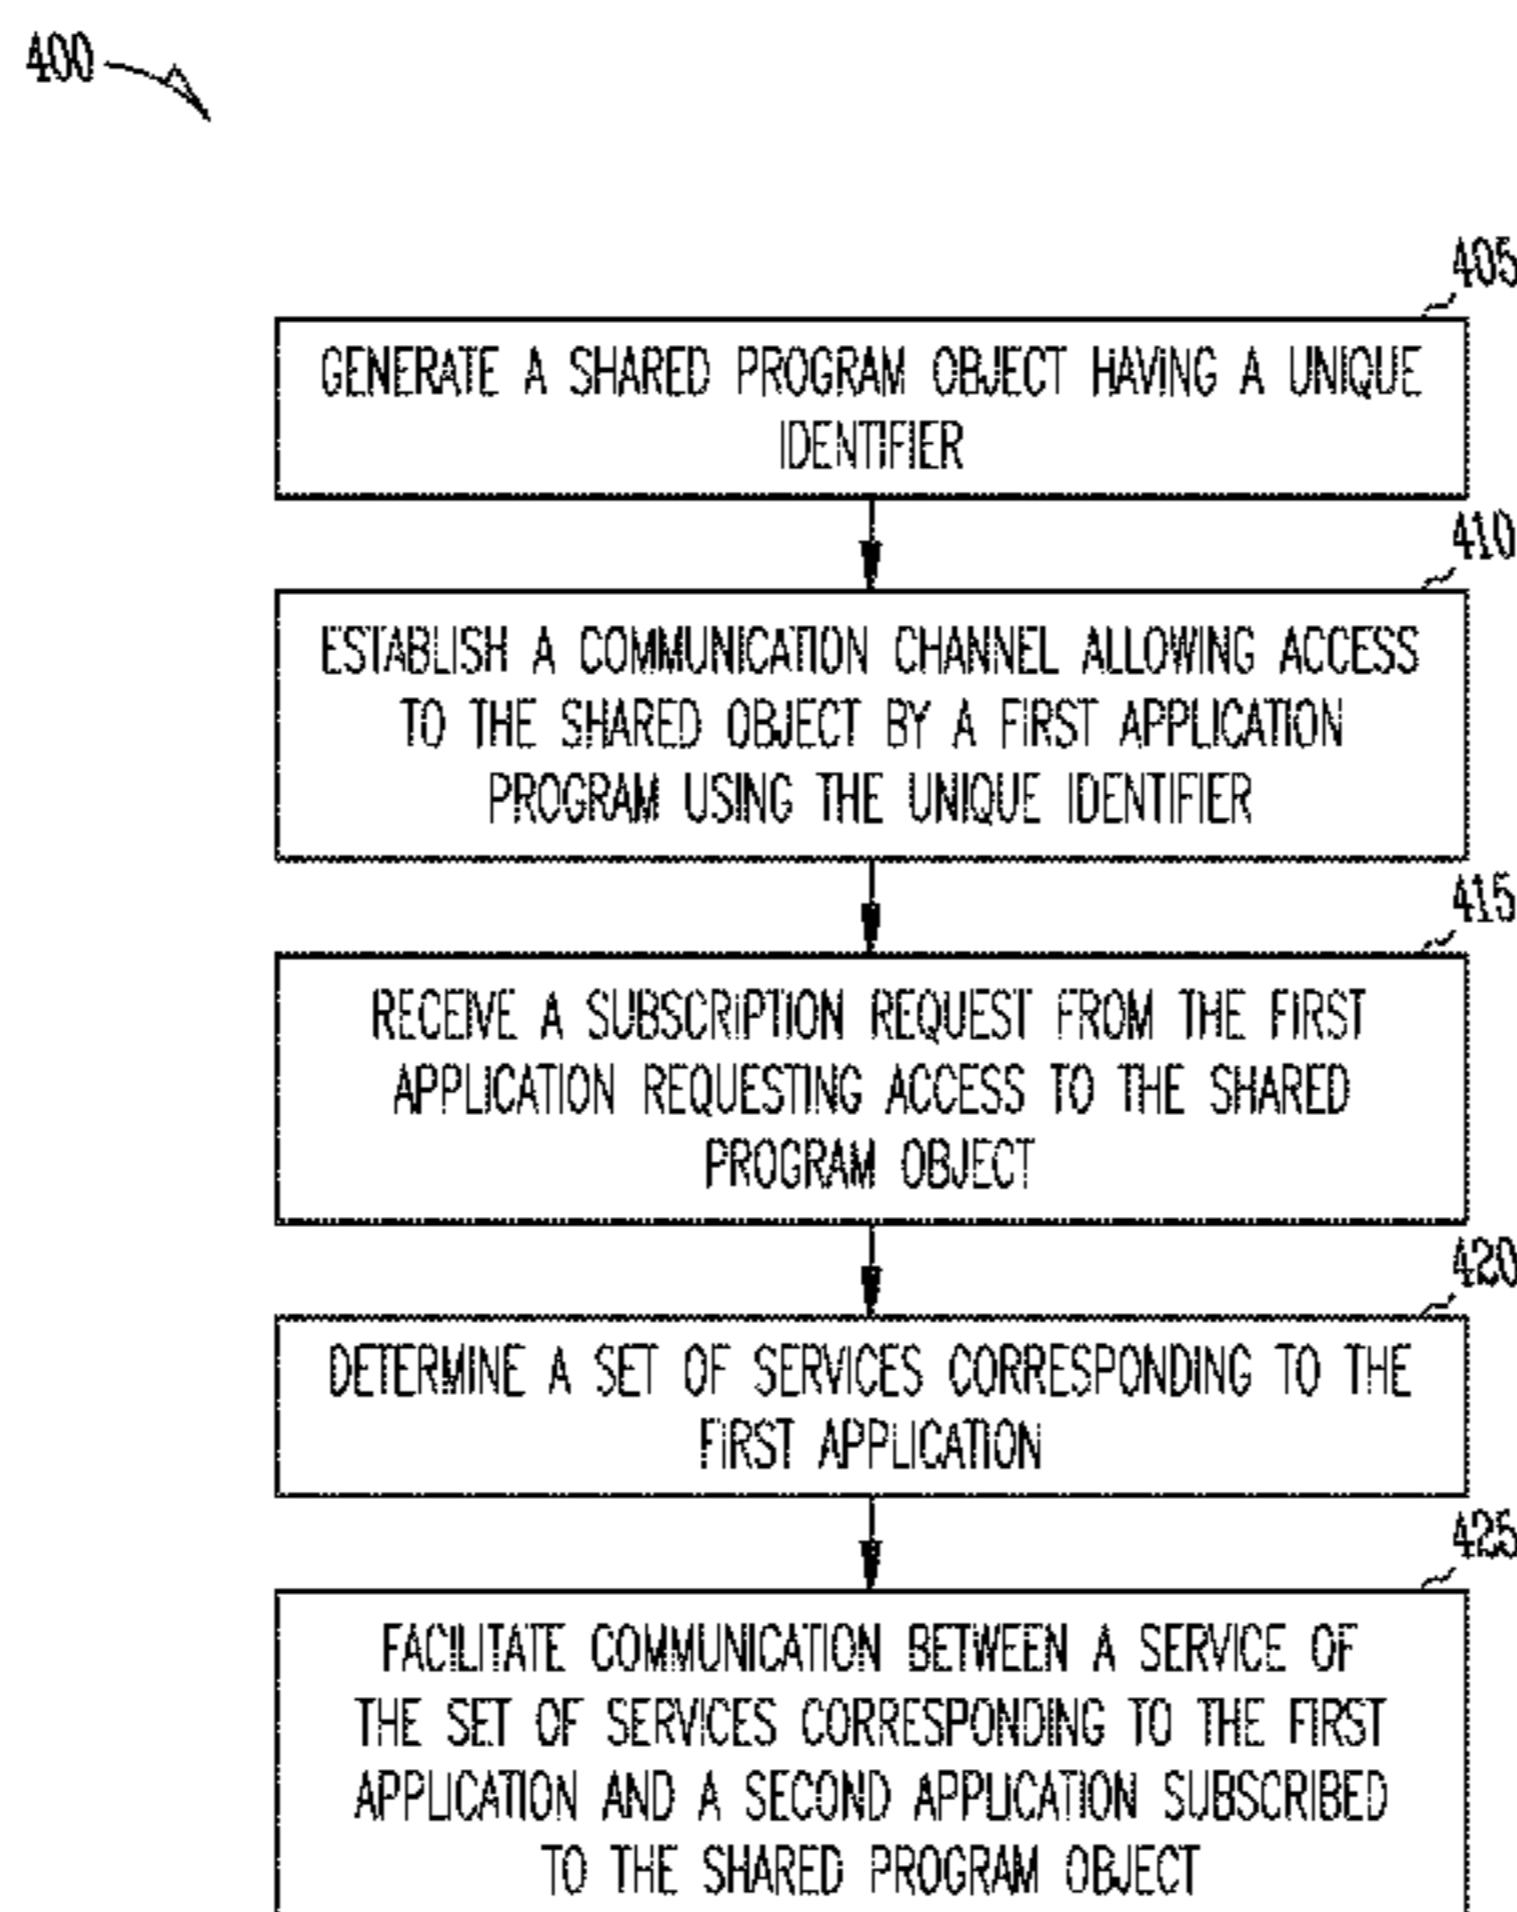 400
405
GENERATE A SHARED PROGRAM OBJECT HAVING A UNIQUE
IDENTIFIER
410
ESTABLISH A COMMUNICATION CHANNEL ALLOWING ACCESS
TO THE SHARED OBJECT BY A FIRST APPLICATION
PROGRAM USING THE UNIQUE IDENTIFIER
415
RECEIVE A SUBSCRIPTION REQUEST FROM THE FIRST
APPLICATION REQUESTING ACCESS TO THE SHARED
PROGRAM OBJECT
420
DETERMINE A SET OF SERVICES CORRESPONDING TO THE
FIRST APPLICATION
425
FACILITATE COMMUNICATION BETWEEN A SERVICE OF
THE SET OF SERVICES CORRESPONDING TO THE FIRST
APPLICATION AND A SECOND APPLICATION SUBSCRIBED
TO THE SHARED PROGRAM OBJECT